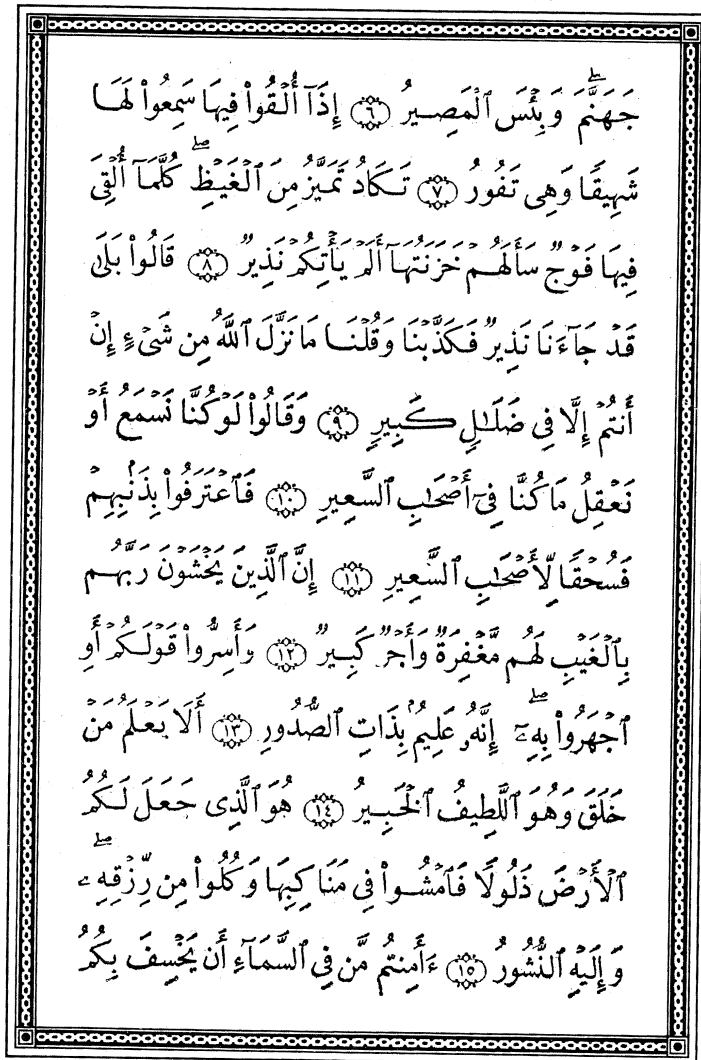 جَهَنَّمَۖ وَبِئۡسَ ٱلۡمَصِيرُ ﴿٦﴾ إِذَآ أُلۡقُواْ فِيهَا سَمِعُواْ لَهَا
شَهِيقٗا وَهِيَ تَفُورُ ﴿٧﴾ تَكَادُ تَمَيَّزُ مِنَ ٱلۡغَيۡظِۖ كُلَّمَآ أُلۡقِيَ
فِيهَا فَوۡجٞ سَأَلَهُمۡ خَزَنَتُهَآ أَلَمۡ يَأۡتِكُمۡ نَذِيرٞ ﴿٨﴾ قَالُواْ بَلَىٰ
قَدۡ جَآءَنَا نَذِيرٞ فَكَذَّبۡنَا وَقُلۡنَا مَا نَزَّلَ ٱللَّهُ مِن شَيۡءٍ إِنۡ
أَنتُمۡ إِلَّا فِي ضَلَٰلٖ كَبِيرٖ ﴿٩﴾ وَقَالُواْ لَوۡ كُنَّا نَسۡمَعُ أَوۡ
نَعۡقِلُ مَا كُنَّا فِيٓ أَصۡحَٰبِ ٱلسَّعِيرِ ﴿١٠﴾ فَٱعۡتَرَفُواْ بِذَنۢبِهِمۡ
فَسُحۡقٗا لِّأَصۡحَٰبِ ٱلسَّعِيرِ ﴿١١﴾ إِنَّ ٱلَّذِينَ يَخۡشَوۡنَ رَبَّهُم
بِٱلۡغَيۡبِ لَهُم مَّغۡفِرَةٞ وَأَجۡرٞ كَبِيرٞ ﴿١٢﴾ وَأَسِرُّواْ قَوۡلَكُمۡ أَوِ
ٱجۡهَرُواْ بِهِۦٓۖ إِنَّهُۥ عَلِيمُۢ بِذَاتِ ٱلصُّدُورِ ﴿١٣﴾ أَلَا يَعۡلَمُ مَنۡ
خَلَقَ وَهُوَ ٱللَّطِيفُ ٱلۡخَبِيرُ ﴿١٤﴾ هُوَ ٱلَّذِي جَعَلَ لَكُمُ
ٱلۡأَرۡضَ ذَلُولٗا فَٱمۡشُواْ فِي مَنَاكِبِهَا وَكُلُواْ مِن رِّزۡقِهِۦۖ
وَإِلَيۡهِ ٱلنُّشُورُ ﴿١٥﴾ ءَأَمِنتُم مَّن فِي ٱلسَّمَآءِ أَن يَخۡسِفَ بِكُمُ